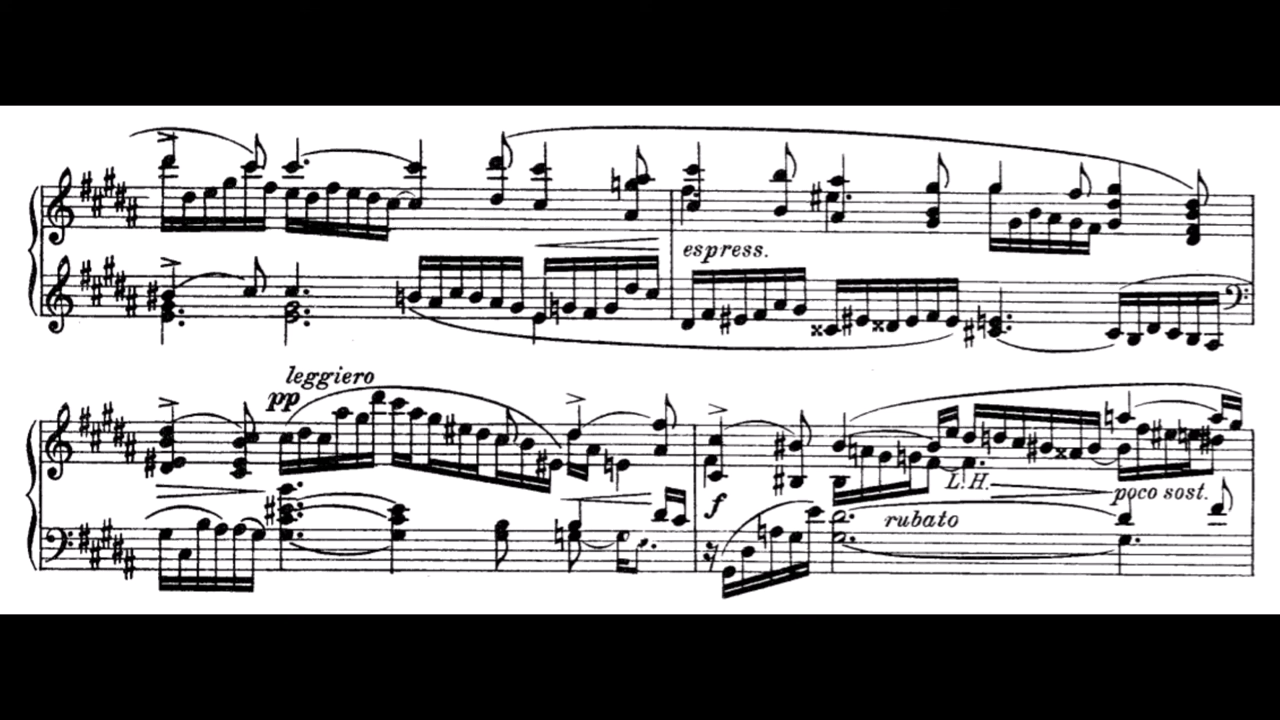 espress.
leggiero
pp
f
L.H.
poco sost.
rubato